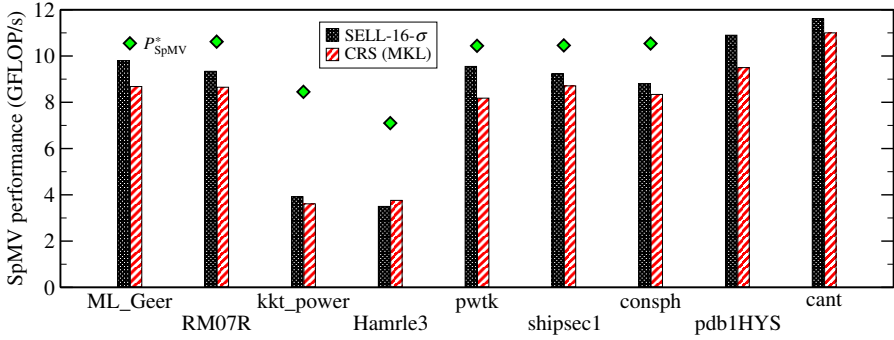 SpMV performance (GFLOP/s)
12
10
8
6
4
2
0
P*SpMV
SELL-16-σ
CRS (MKL)
ML_Geer
RM07R
kkt_power
Hamrle3
pwtk
shipsec1
consph
pdb1HYS
cant